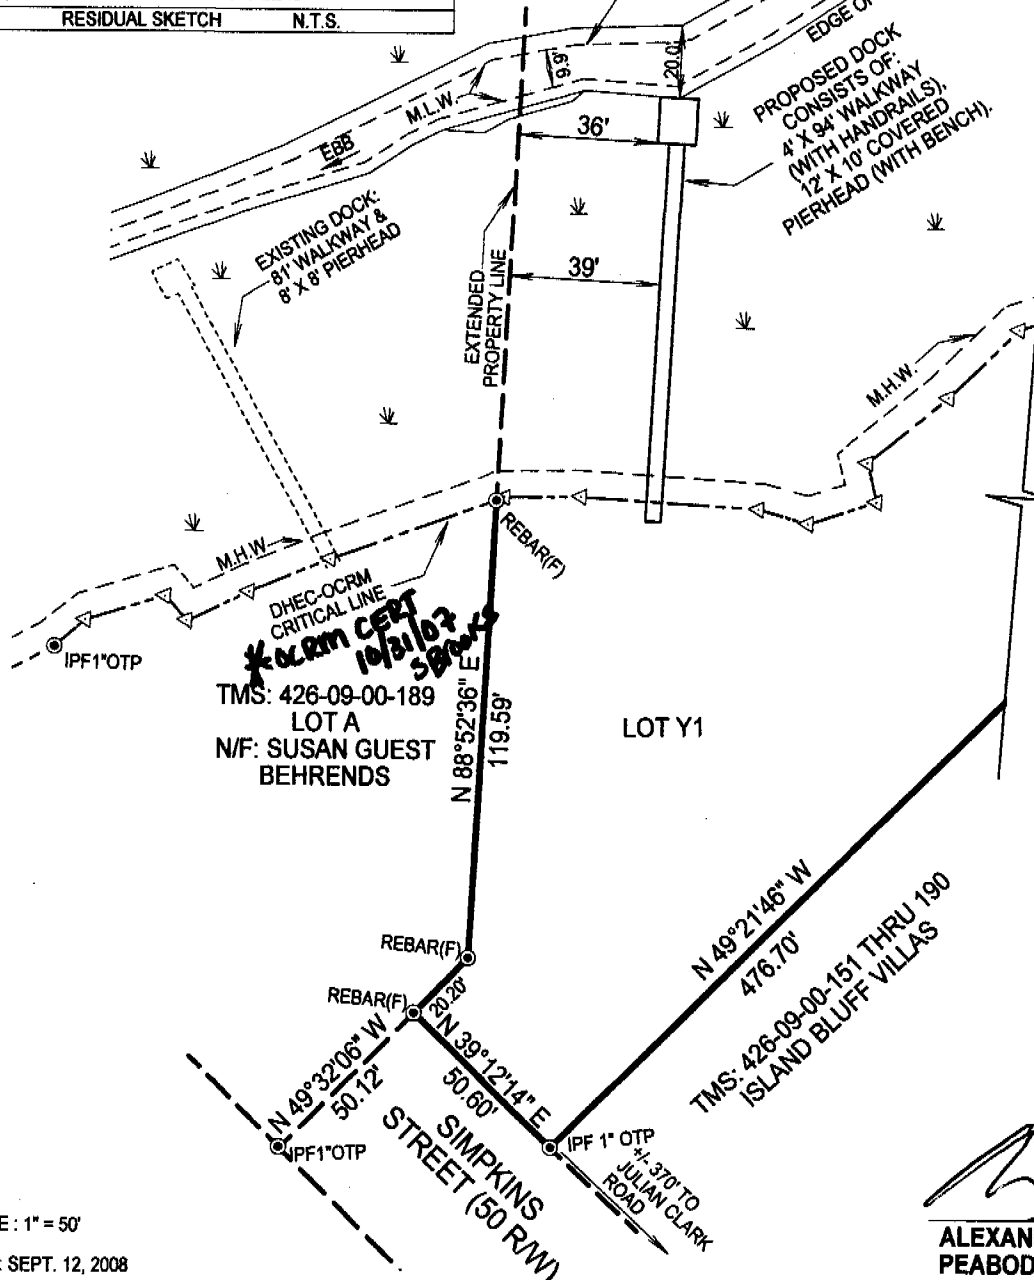 RESIDUAL SKETCH N.T.S.
EDGE OF
9.9'
20.0'
M.L.W.
EBB
36'
PROPOSED DOCK
CONSISTS OF:
4' X 94' WALKWAY
(WITH HANDRAILS),
12' X 10' COVERED
PIERHEAD (WITH BENCH).
EXISTING DOCK:
81' WALKWAY &
8' X 8' PIERHEAD
EXTENDED
PROPERTY LINE
39'
M.H.W.
REBAR(F)
M.H.W.
DHEC-OCRM
CRITICAL LINE
OCRM CERT
10/31/07
SBrooks
IPF1"OTP
TMS: 426-09-00-189
LOT A
N/F: SUSAN GUEST
BEHRENDS
N 88°52'36" E
119.59'
LOT Y1
N 49°21'46" W
476.70'
TMS: 426-09-00-151 THRU 190
ISLAND BLUFF VILLAS
REBAR(F)
REBAR(F)
20.20'
N 39°12'14" E
50.60'
N 49°32'06" W
50.12'
IPF1"OTP
SIMPKINS
STREET (50 R/W)
IPF 1" OTP
+/- 370' TO
JULIAN CLARK
ROAD
E : 1" = 50'
: SEPT. 12, 2008
ALEXAN
PEABOD